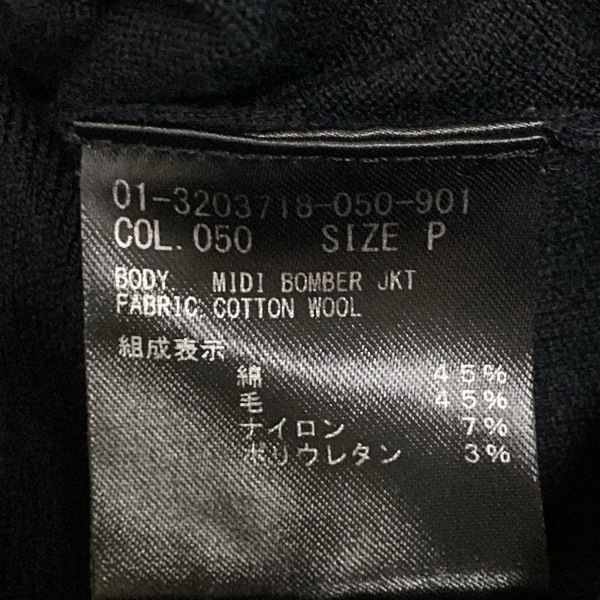 01-3203718-050-901
COL.050 SIZE P
BODY. MIDI BOMBER JKT
FABRIC COTTON WOOL
組成表示
綿 45%
毛 45%
ナイロン 7%
ポリウレタン 3%